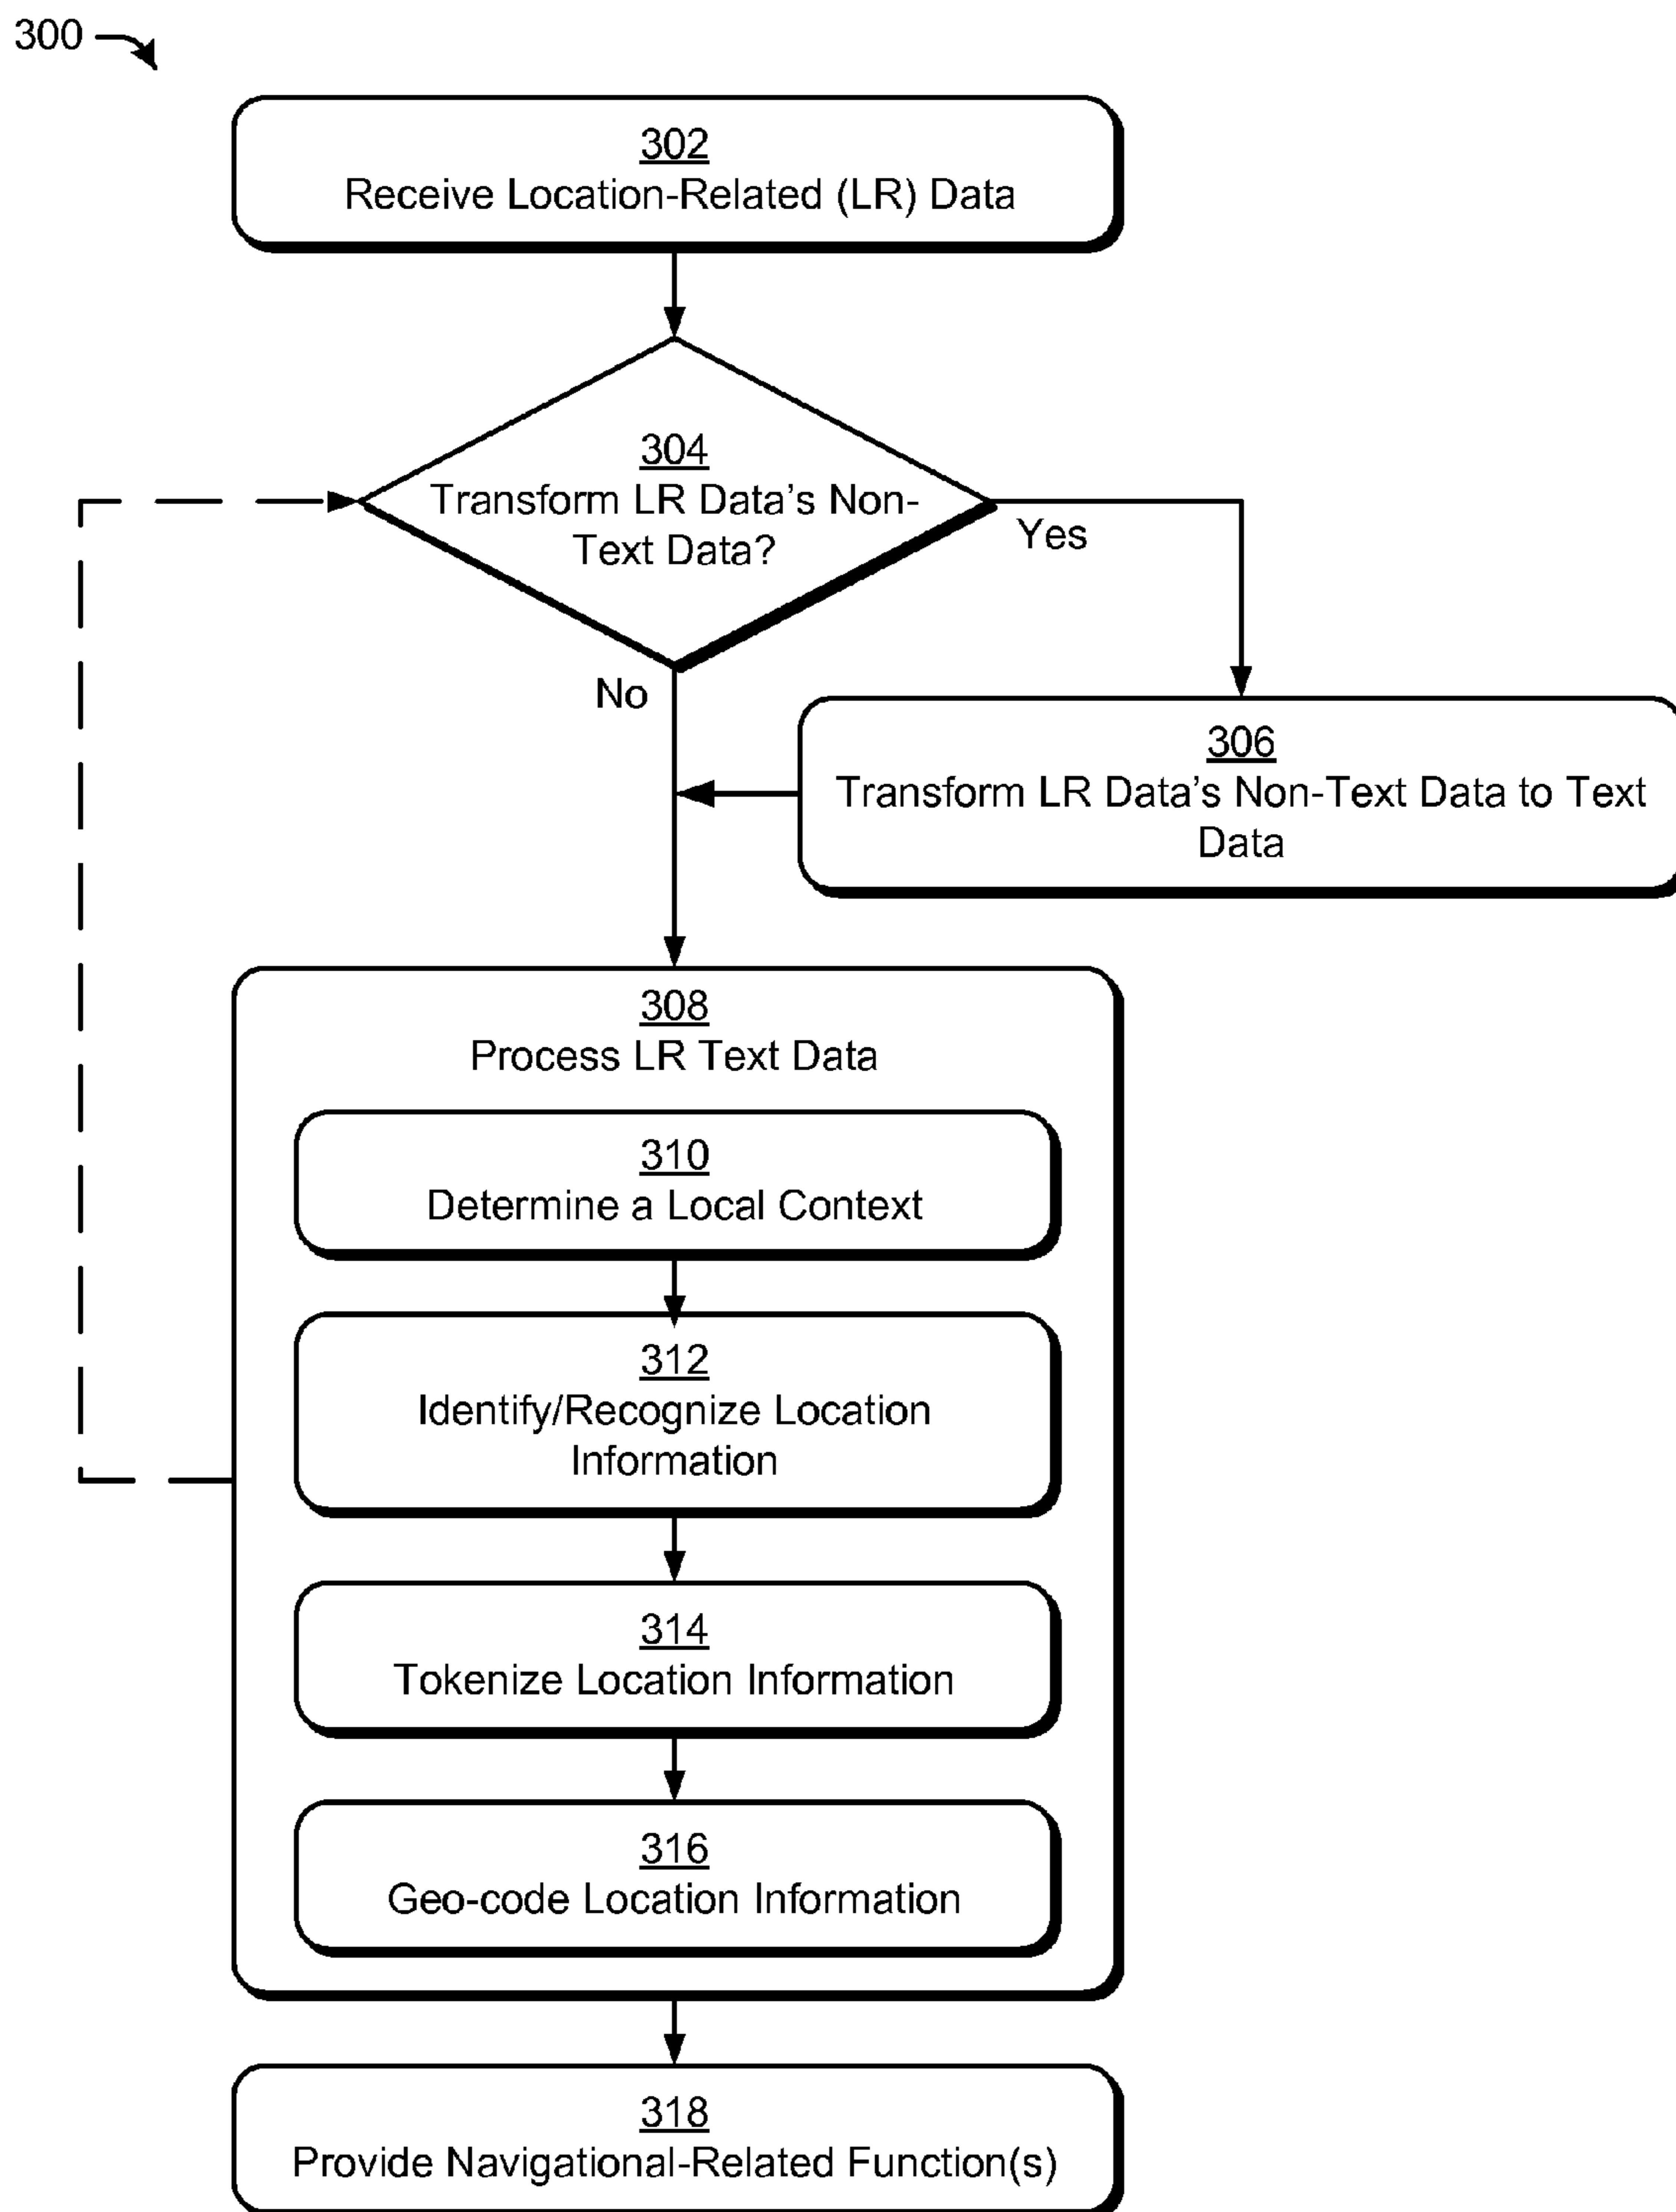 300
302
Receive Location-Related (LR) Data
304
Transform LR Data's Non-
Text Data?
Yes
No
306
Transform LR Data's Non-Text Data to Text
Data
308
Process LR Text Data
310
Determine a Local Context
312
Identify/Recognize Location
Information
314
Tokenize Location Information
316
Geo-code Location Information
318
Provide Navigational-Related Function(s)